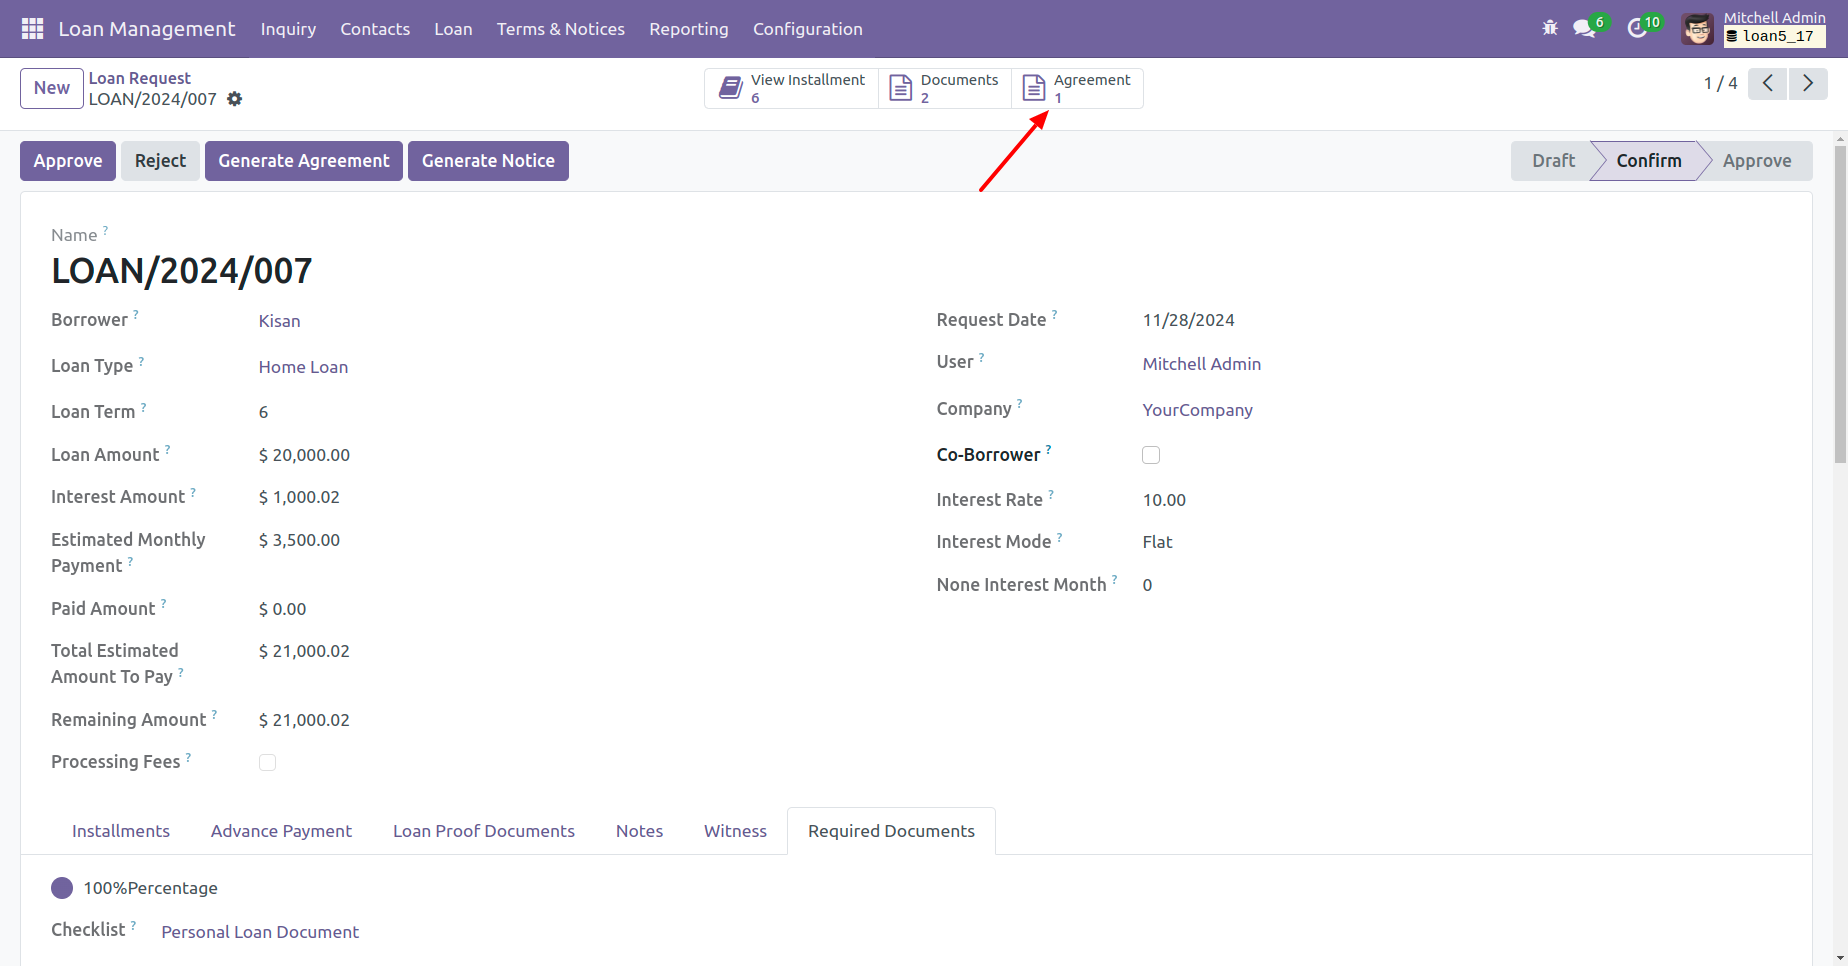 Loan Management Inquiry Contacts Loan Terms & Notices Reporting Configuration 6 10 Mitchell Admin
loan5_17
New Loan Request
LOAN/2024/007
View Installment
6
Documents
2
Agreement
1
1 / 4
Approve Reject Generate Agreement Generate Notice Draft Confirm Approve
Name ?
LOAN/2024/007
Borrower ? Kisan
Loan Type ? Home Loan
Loan Term ? 6
Loan Amount ? $ 20,000.00
Interest Amount ? $ 1,000.02
Estimated Monthly
Payment ? $ 3,500.00
Paid Amount ? $ 0.00
Total Estimated
Amount To Pay ? $ 21,000.02
Remaining Amount ? $ 21,000.02
Processing Fees ?
Request Date ? 11/28/2024
User ? Mitchell Admin
Company ? YourCompany
Co-Borrower ?
Interest Rate ? 10.00
Interest Mode ? Flat
None Interest Month ? 0
Installments Advance Payment Loan Proof Documents Notes Witness Required Documents
100%Percentage
Checklist ? Personal Loan Document